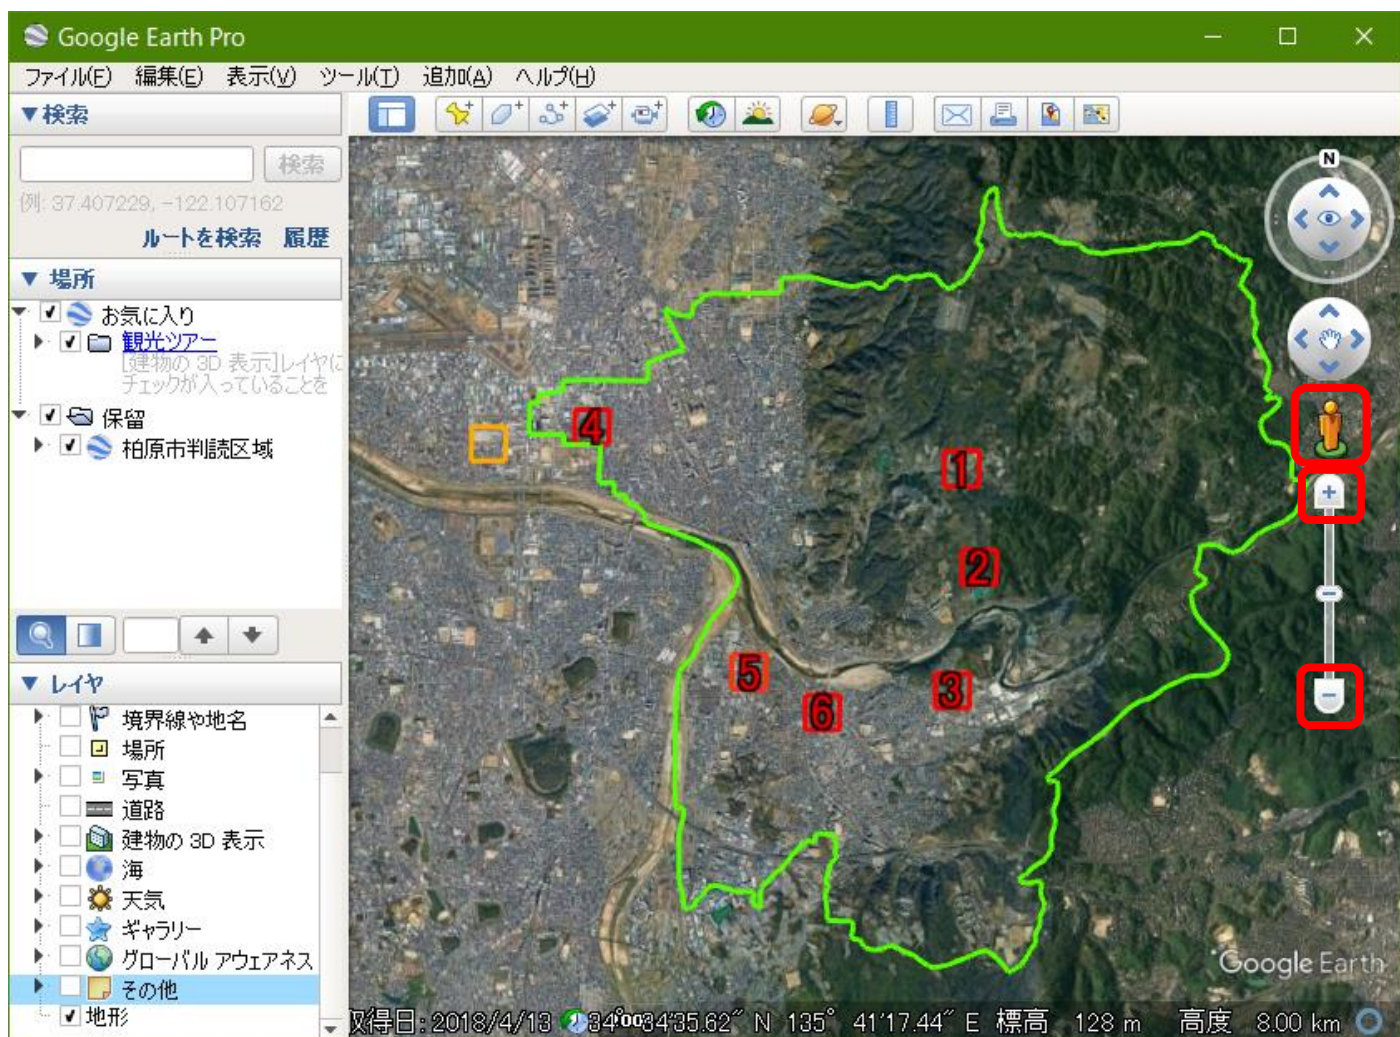 Google Earth Pro
ファイル(F) 編集(E) 表示(V) ツール(T) 追加(A) ヘルプ(H)
▼検索
検索
例: 37.407229, -122.107162
ルートを検索 履歴
▼ 場所
お気に入り
観光ツアー
[建物の 3D 表示]レイヤに
チェックが入っていることを
保留
柏原市判読区域
▼ レイヤ
境界線や地名
場所
写真
道路
建物の 3D 表示
海
天気
ギャラリー
グローバル アウェアネス
その他
地形
N
4
1
2
5
3
6
Google Earth
取得日: 2018/4/13 34°34'35.62" N 135° 41'17.44" E 標高 128 m 高度 8.00 km